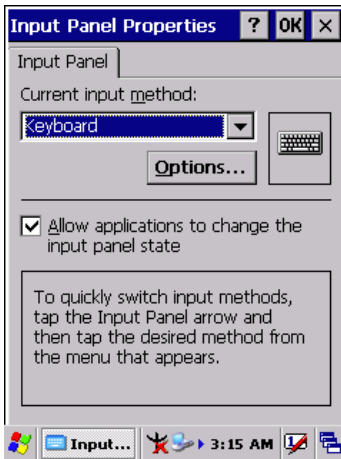 Input Panel Properties ? OK ×
Input Panel
Current input method:
Keyboard
Options...
Allow applications to change the
input panel state
To quickly switch input methods,
tap the Input Panel arrow and
then tap the desired method from
the menu that appears.
Input... 3:15 AM